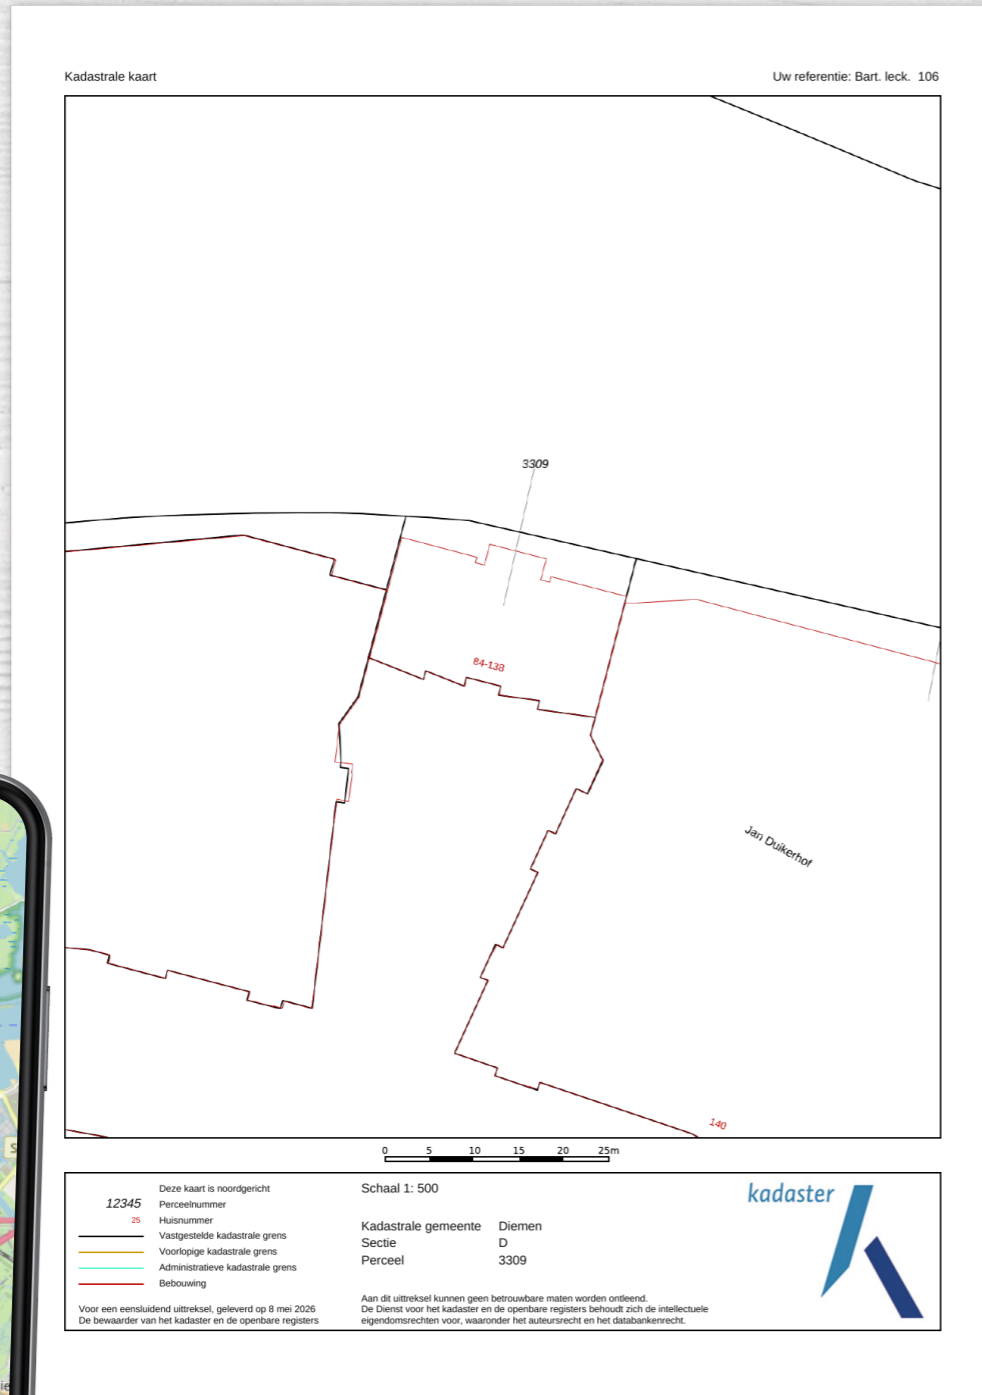 Kadastrale kaart
Uw referentie: Bart. leck. 106
3309
84-138
Jan Duikerhof
140
0 5 10 15 20 25m
Deze kaart is noordgericht
12345 Perceelnummer
25 Huisnummer
Vastgestelde kadastrale grens
Voorlopige kadastrale grens
Administratieve kadastrale grens
Bebouwing
Voor een eensluidend uittreksel, geleverd op 8 mei 2026
De bewaarder van het kadaster en de openbare registers
Schaal 1: 500
Kadastrale gemeente Diemen
Sectie D
Perceel 3309
Aan dit uittreksel kunnen geen betrouwbare maten worden ontleend.
De Dienst voor het kadaster en de openbare registers behoudt zich de intellectuele
eigendomsrechten voor, waaronder het auteursrecht en het databankenrecht.
kadaster